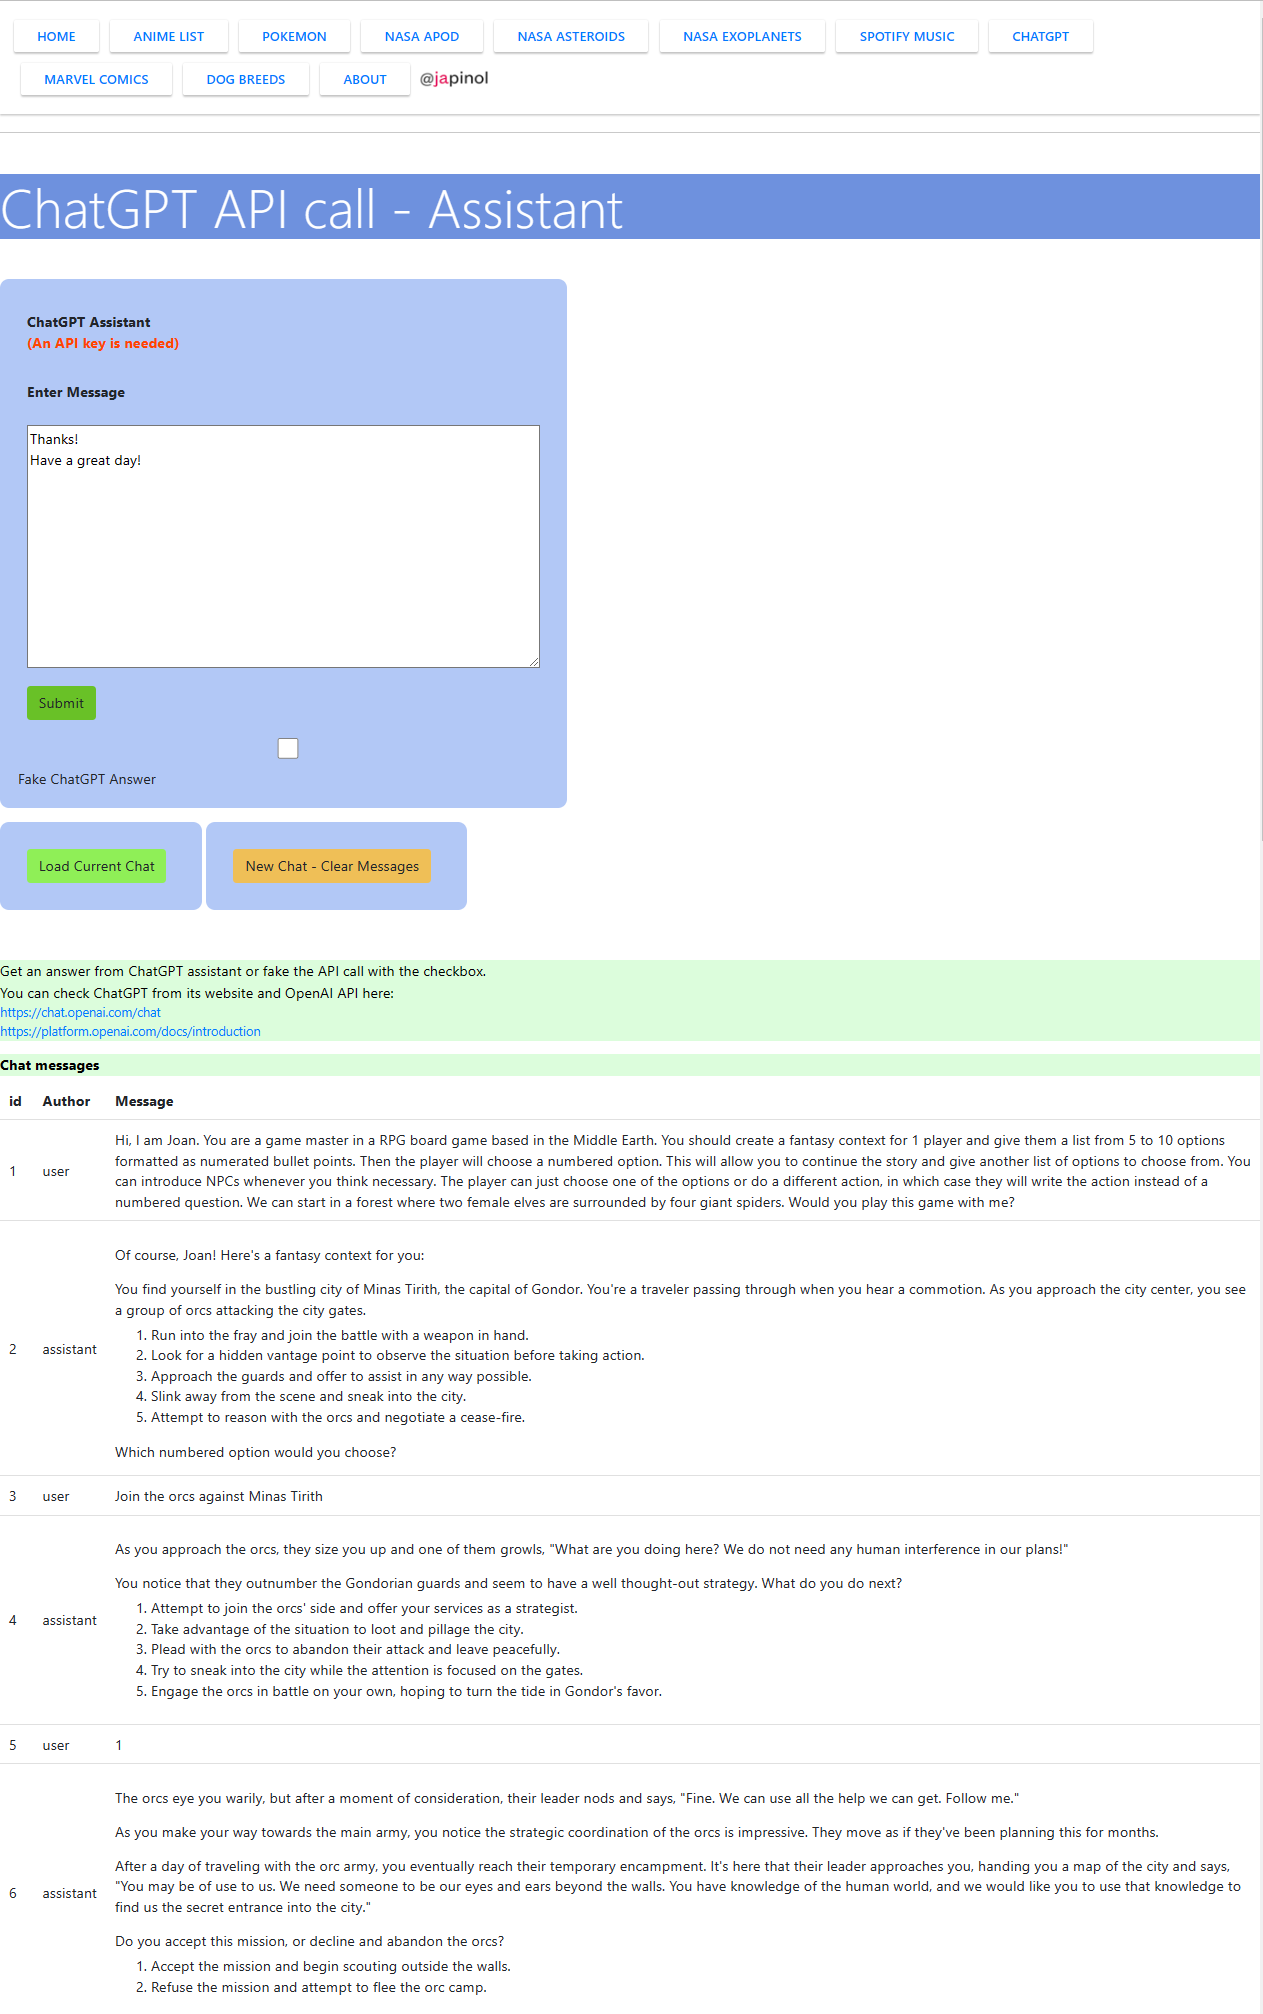 HOME ANIME LIST POKEMON NASA APOD NASA ASTEROIDS NASA EXOPLANETS SPOTIFY MUSIC CHATGPT
MARVEL COMICS DOG BREEDS ABOUT @japinol
ChatGPT API call - Assistant
ChatGPT Assistant
(An API key is needed)
Enter Message
Thanks!
Have a great day!
Submit
Fake ChatGPT Answer
Load Current Chat New Chat - Clear Messages
Get an answer from ChatGPT assistant or fake the API call with the checkbox.
You can check ChatGPT from its website and OpenAI API here:
https://chat.openai.com/chat
https://platform.openai.com/docs/introduction
Chat messages
id Author Message
1 user Hi, I am Joan. You are a game master in a RPG board game based in the Middle Earth. You should create a fantasy context for 1 player and give them a list from 5 to 10 options
formatted as numerated bullet points. Then the player will choose a numbered option. This will allow you to continue the story and give another list of options to choose from. You
can introduce NPCs whenever you think necessary. The player can just choose one of the options or do a different action, in which case they will write the action instead of a
numbered question. We can start in a forest where two female elves are surrounded by four giant spiders. Would you play this game with me?
2 assistant Of course, Joan! Here's a fantasy context for you:
You find yourself in the bustling city of Minas Tirith, the capital of Gondor. You're a traveler passing through when you hear a commotion. As you approach the city center, you see
a group of orcs attacking the city gates.
1. Run into the fray and join the battle with a weapon in hand.
2. Look for a hidden vantage point to observe the situation before taking action.
3. Approach the guards and offer to assist in any way possible.
4. Slink away from the scene and sneak into the city.
5. Attempt to reason with the orcs and negotiate a cease-fire.
Which numbered option would you choose?
3 user Join the orcs against Minas Tirith
4 assistant As you approach the orcs, they size you up and one of them growls, "What are you doing here? We do not need any human interference in our plans!"
You notice that they outnumber the Gondorian guards and seem to have a well thought-out strategy. What do you do next?
1. Attempt to join the orcs' side and offer your services as a strategist.
2. Take advantage of the situation to loot and pillage the city.
3. Plead with the orcs to abandon their attack and leave peacefully.
4. Try to sneak into the city while the attention is focused on the gates.
5. Engage the orcs in battle on your own, hoping to turn the tide in Gondor's favor.
5 user 1
6 assistant The orcs eye you warily, but after a moment of consideration, their leader nods and says, "Fine. We can use all the help we can get. Follow me."
As you make your way towards the main army, you notice the strategic coordination of the orcs is impressive. They move as if they've been planning this for months.
After a day of traveling with the orc army, you eventually reach their temporary encampment. It's here that their leader approaches you, handing you a map of the city and says,
"You may be of use to us. We need someone to be our eyes and ears beyond the walls. You have knowledge of the human world, and we would like you to use that knowledge to
find us the secret entrance into the city."
Do you accept this mission, or decline and abandon the orcs?
1. Accept the mission and begin scouting outside the walls.
2. Refuse the mission and attempt to flee the orc camp.